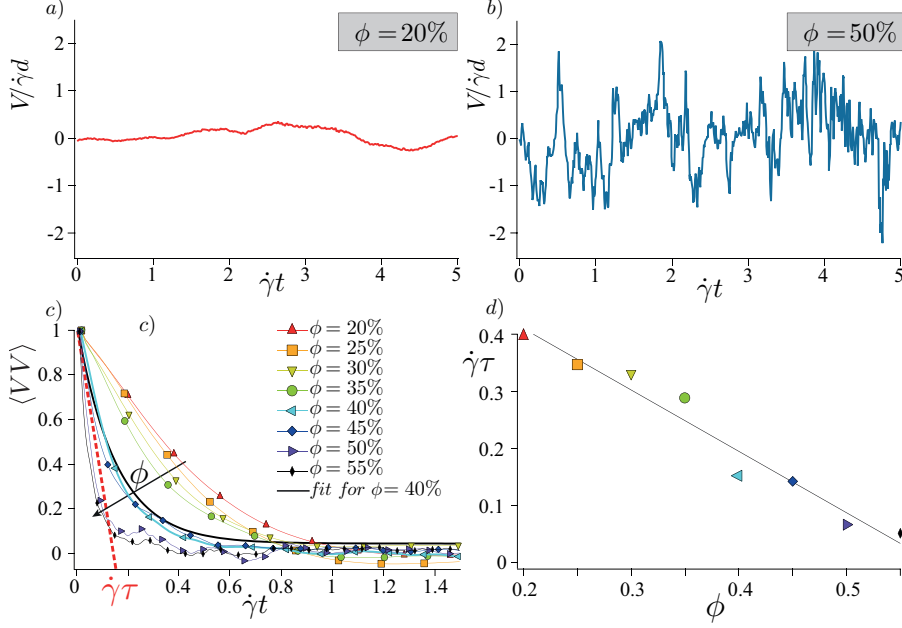 a)
ϕ = 20%
V/γ̇d
2
1
0
-1
-2
0 1 2 3 4 5
γ̇t
b)
ϕ = 50%
V/γ̇d
2
1
0
-1
-2
0 1 2 3 4 5
γ̇t
c)
c)
⟨VV⟩
1
0.8
0.6
0.4
0.2
0
0 0.4 0.6 0.8 1 1.2 1.4
γ̇t
γ̇τ
ϕ
ϕ = 20%
ϕ = 25%
ϕ = 30%
ϕ = 35%
ϕ = 40%
ϕ = 45%
ϕ = 50%
ϕ = 55%
fit for ϕ = 40%
d)
γ̇τ
0.4
0.3
0.2
0.1
0
0.2 0.3 0.4 0.5 0.55
ϕ